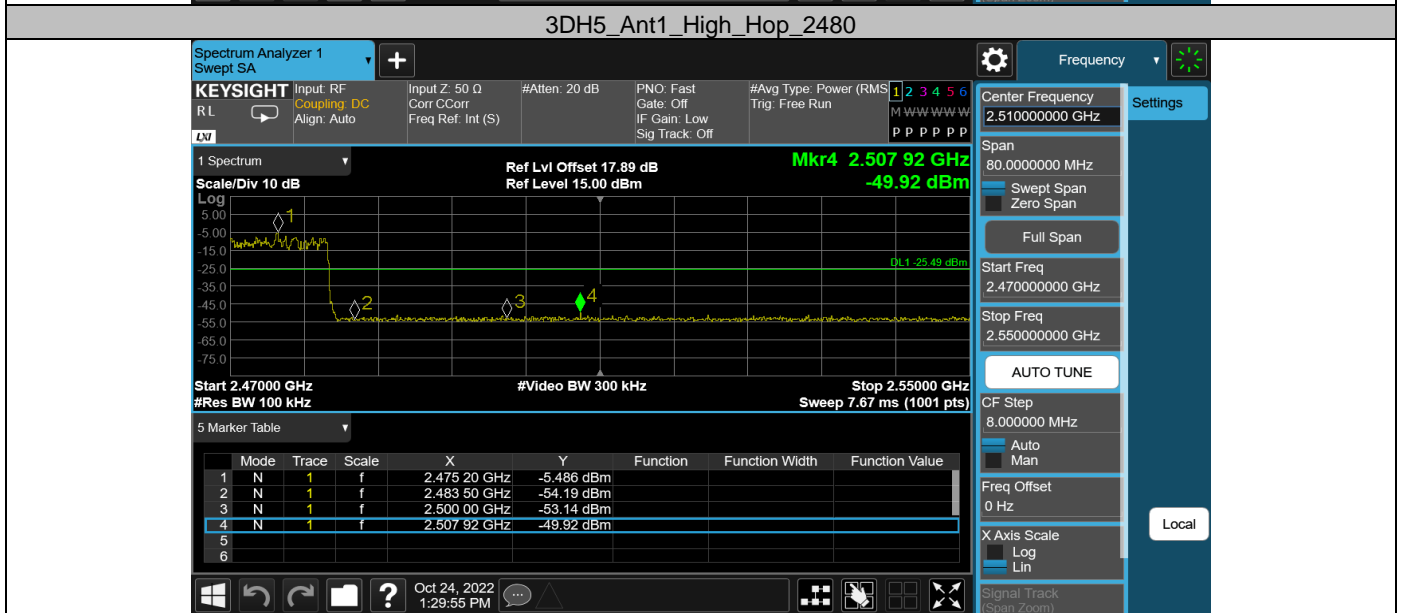 3DH5_Ant1_High_Hop_2480
Spectrum Analyzer 1
Swept SA
Frequency
KEYSIGHT
RL
LXI
Input: RF
Coupling: DC
Align: Auto
Input Z: 50 Ω
Corr CCorr
Freq Ref: Int (S)
#Atten: 20 dB
PNO: Fast
Gate: Off
IF Gain: Low
Sig Track: Off
#Avg Type: Power (RMS
Trig: Free Run
1 2 3 4 5 6
M W W W W W
P P P P P P
1 Spectrum
Scale/Div 10 dB
Ref Lvl Offset 17.89 dB
Ref Level 15.00 dBm
Mkr4 2.507 92 GHz
-49.92 dBm
Log
5.00
-5.00
-15.0
-25.0
-35.0
-45.0
-55.0
-65.0
-75.0
1
2
3
4
DL1 -25.49 dBm
Start 2.47000 GHz
#Video BW 300 kHz
Stop 2.55000 GHz
#Res BW 100 kHz
Sweep 7.67 ms (1001 pts)
5 Marker Table
Mode Trace Scale X Y Function Function Width Function Value
1 N 1 f 2.475 20 GHz -5.486 dBm
2 N 1 f 2.483 50 GHz -54.19 dBm
3 N 1 f 2.500 00 GHz -53.14 dBm
4 N 1 f 2.507 92 GHz -49.92 dBm
5
6
Center Frequency
2.510000000 GHz
Settings
Span
80.0000000 MHz
Swept Span
Zero Span
Full Span
Start Freq
2.470000000 GHz
Stop Freq
2.550000000 GHz
AUTO TUNE
CF Step
8.000000 MHz
Auto
Man
Freq Offset
0 Hz
X Axis Scale
Log
Lin
Local
Signal Track
(Span Zoom)
?
Oct 24, 2022
1:29:55 PM